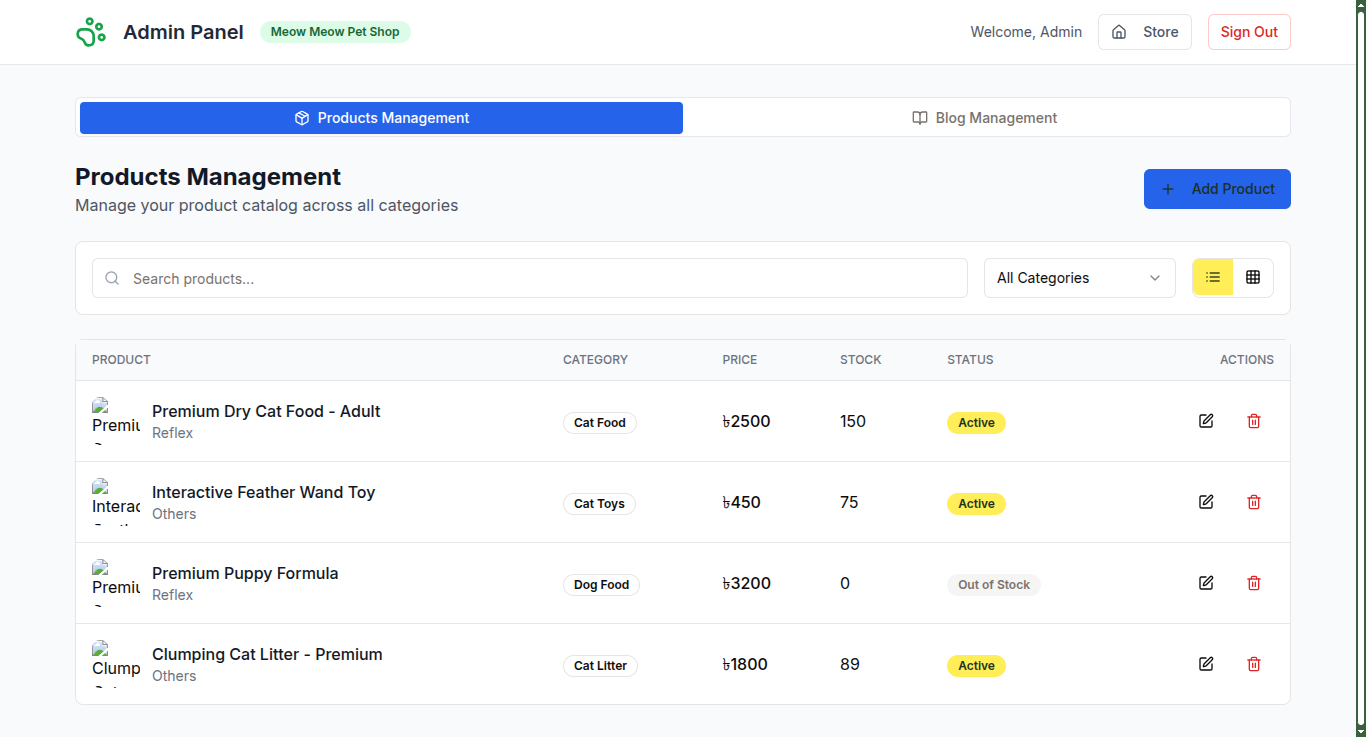 Admin Panel
Meow Meow Pet Shop
Welcome, Admin
Store
Sign Out
Products Management
Blog Management
Products Management
Manage your product catalog across all categories
Add Product
Search products...
All Categories
PRODUCT CATEGORY PRICE STOCK STATUS ACTIONS
Premiu
Premium Dry Cat Food - Adult
Reflex
Cat Food
৳2500
150
Active
Interac
Interactive Feather Wand Toy
Others
Cat Toys
৳450
75
Active
Premiu
Premium Puppy Formula
Reflex
Dog Food
৳3200
0
Out of Stock
Clump
Clumping Cat Litter - Premium
Others
Cat Litter
৳1800
89
Active